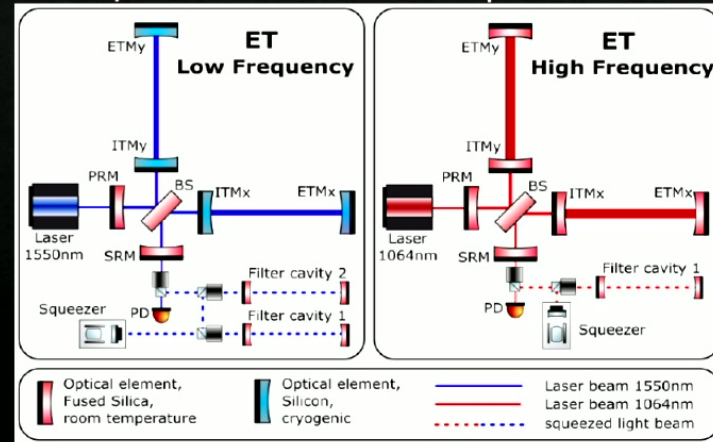 ET
Low Frequency
ETMy
ITMy
PRM
BS
ITMx
ETMx
Laser
1550nm
SRM
Filter cavity 2
PD
Squeezer
Filter cavity 1
ET
High Frequency
ETMy
ITMy
PRM
BS
ITMx
ETMx
Laser
1064nm
SRM
Filter cavity 1
PD
Squeezer
Optical element,
Fused Silica,
room temperature
Optical element,
Silicon,
cryogenic
Laser beam 1550nm
Laser beam 1064nm
squeezed light beam